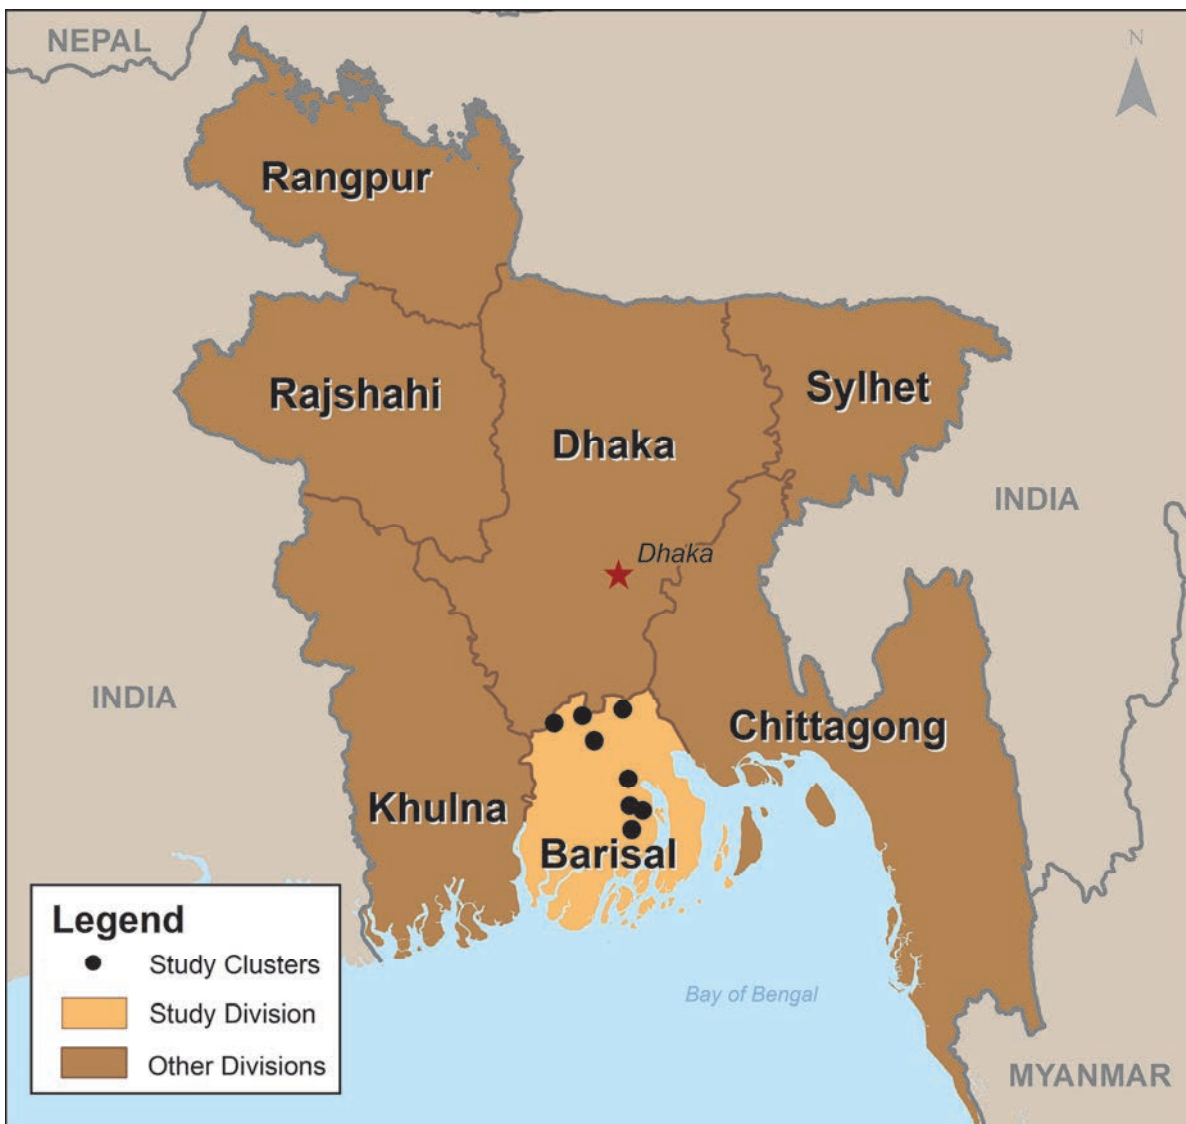 NEPAL
N
Rangpur
Rajshahi
Sylhet
Dhaka
INDIA
Dhaka
INDIA
Chittagong
Khulna
Barisal
Legend
Study Clusters
Study Division
Other Divisions
Bay of Bengal
MYANMAR